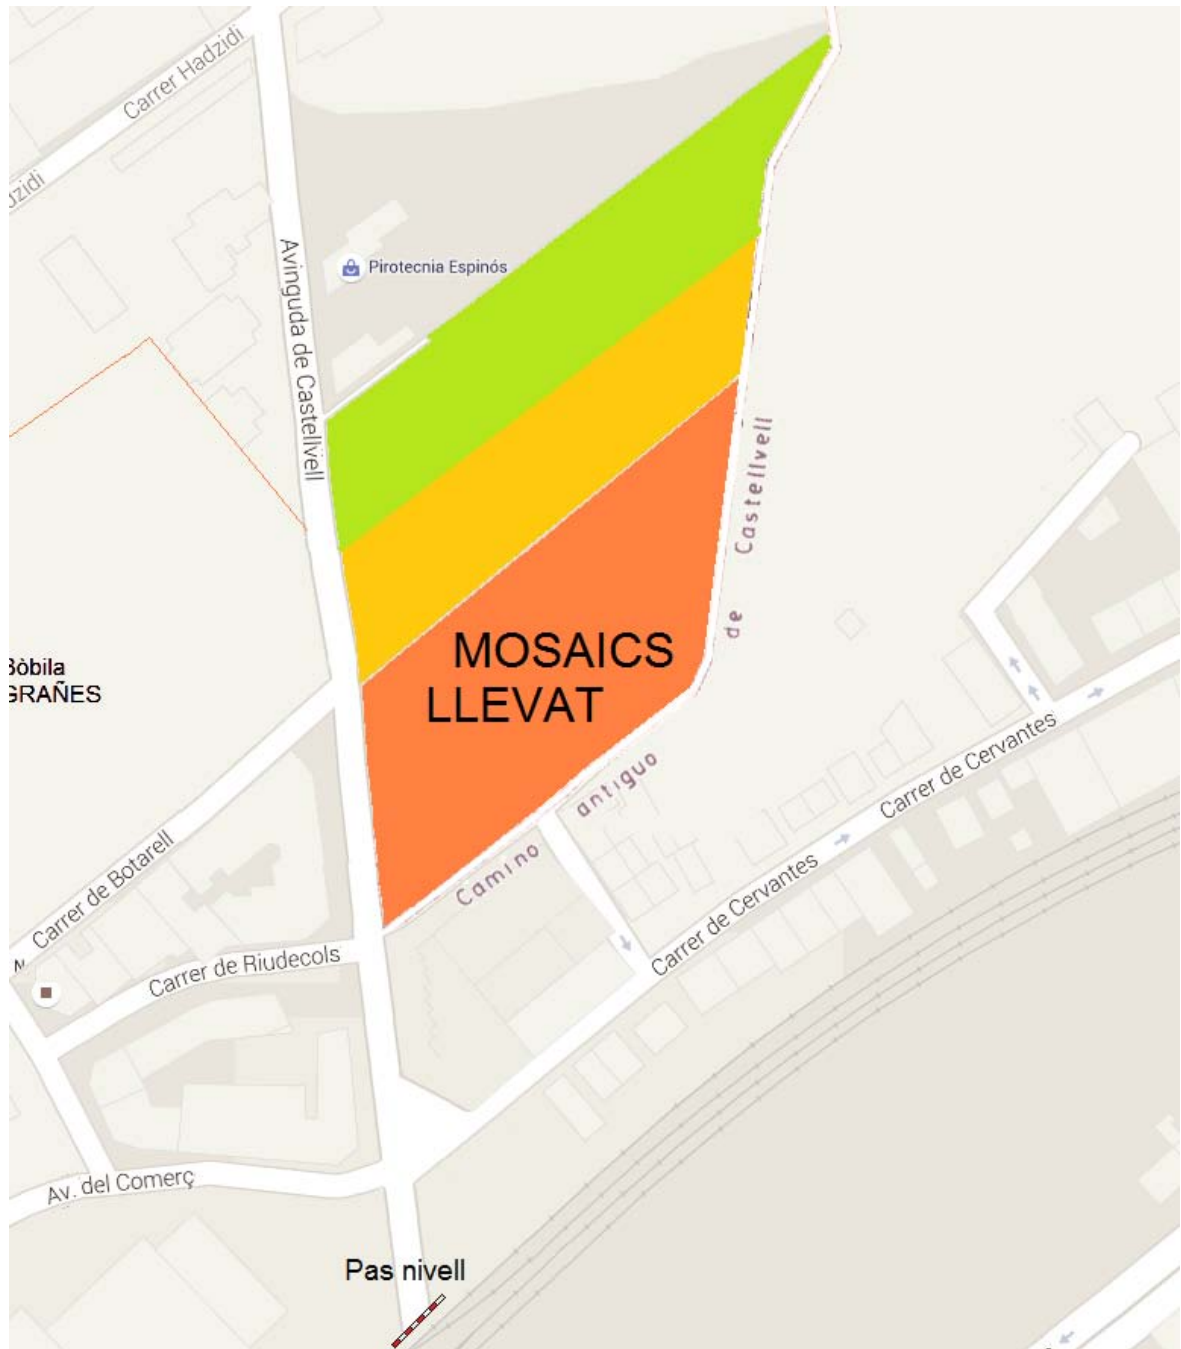 Carrer Hadzidi
dzidi
Avinguda de Castellvell
Pirotecnia Espinós
de Castellvell
MOSAICS
LLEVAT
Bòbila
GRAÑES
Camino antiguo
Carrer de Cervantes
Carrer de Cervantes
Carrer de Botarell
Carrer de Riudecols
Av. del Comerç
Pas nivell